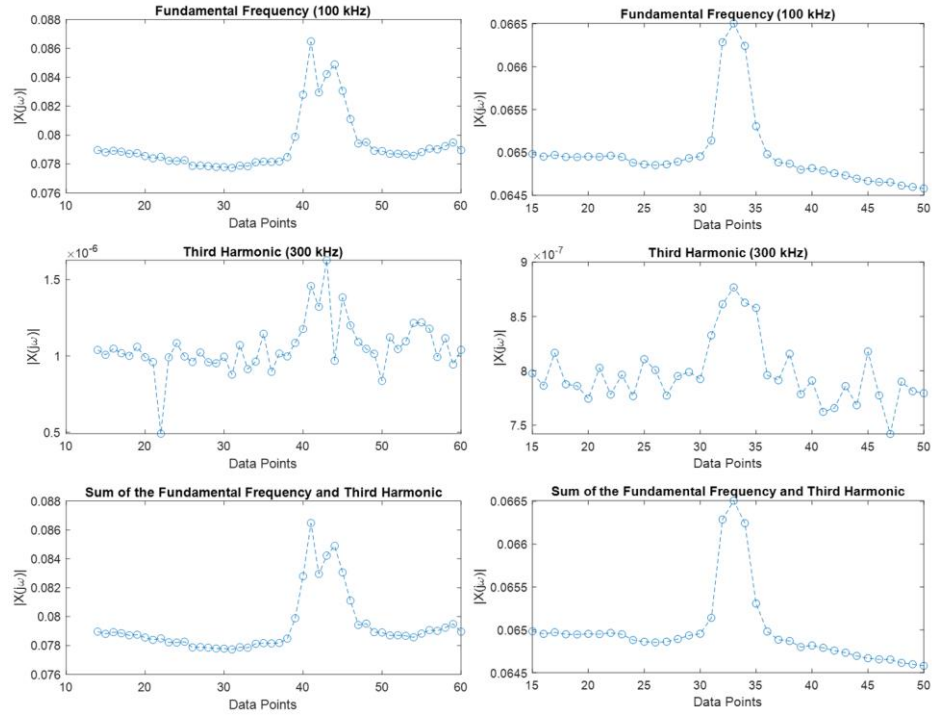 Fundamental Frequency (100 kHz)
0.088
0.086
0.084
0.082
0.08
0.078
0.076
|X(jω)|
10 20 30 40 50 60
Data Points
Fundamental Frequency (100 kHz)
0.0665
0.066
0.0655
0.065
0.0645
|X(jω)|
15 20 25 30 35 40 45 50
Data Points
×10⁻⁶
Third Harmonic (300 kHz)
1.5
1
0.5
|X(jω)|
10 20 30 40 50 60
Data Points
×10⁻⁷
Third Harmonic (300 kHz)
9
8.5
8
7.5
|X(jω)|
15 20 25 30 35 40 45 50
Data Points
Sum of the Fundamental Frequency and Third Harmonic
0.088
0.086
0.084
0.082
0.08
0.078
0.076
|X(jω)|
10 20 30 40 50 60
Data Points
Sum of the Fundamental Frequency and Third Harmonic
0.0665
0.066
0.0655
0.065
0.0645
|X(jω)|
15 20 25 30 35 40 45 50
Data Points